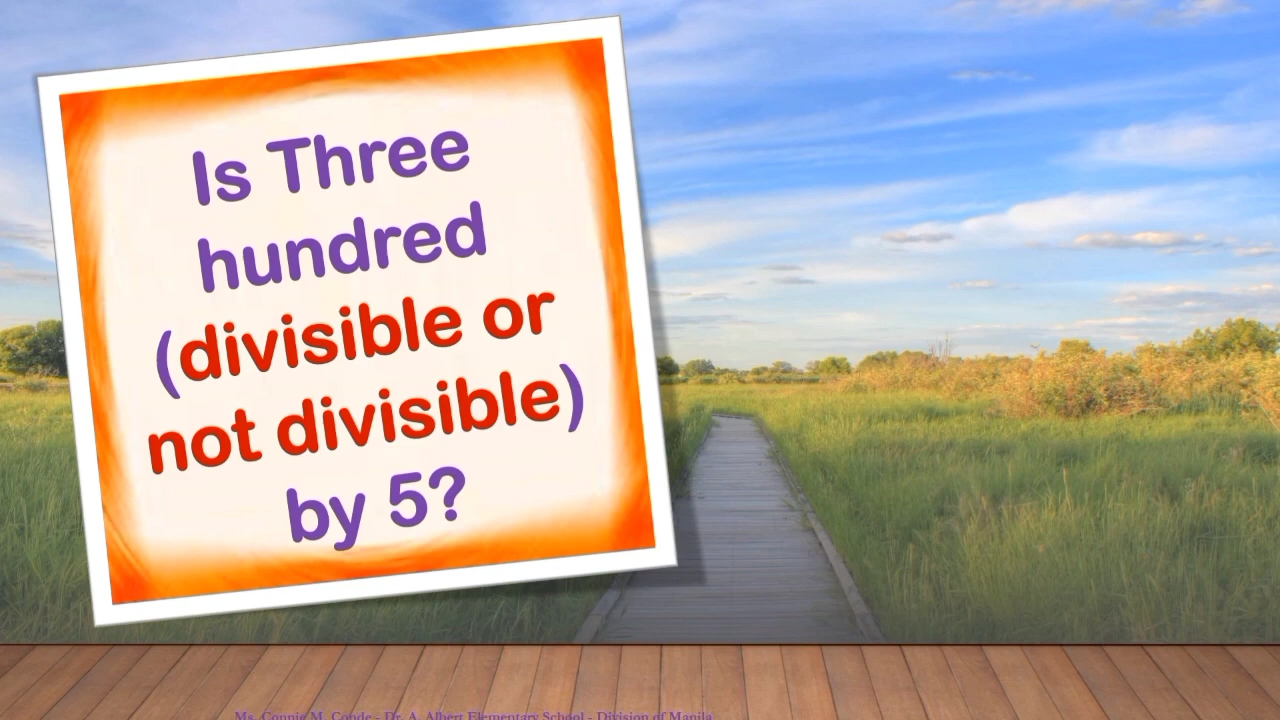 Is Three
hundred
(divisible or
not divisible)
by 5?
Ms. Connie M. Conde - Dr. A. Albert Elementary School - Division of Manila